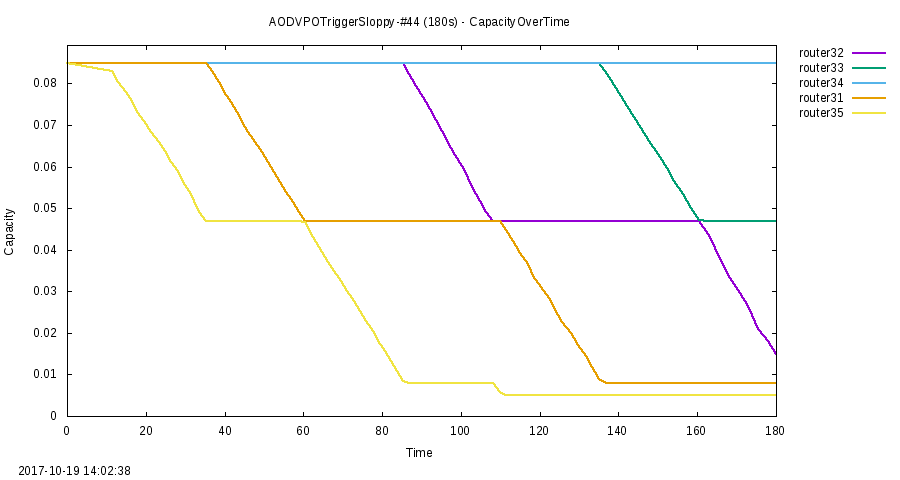 AODVPOTriggerSloppy-#44 (180s) - CapacityOverTime
router32
router33
router34
router31
router35
0.08
0.07
0.06
0.05
0.04
0.03
0.02
0.01
0
Capacity
0 20 40 60 80 100 120 140 160 180
Time
2017-10-19 14:02:38